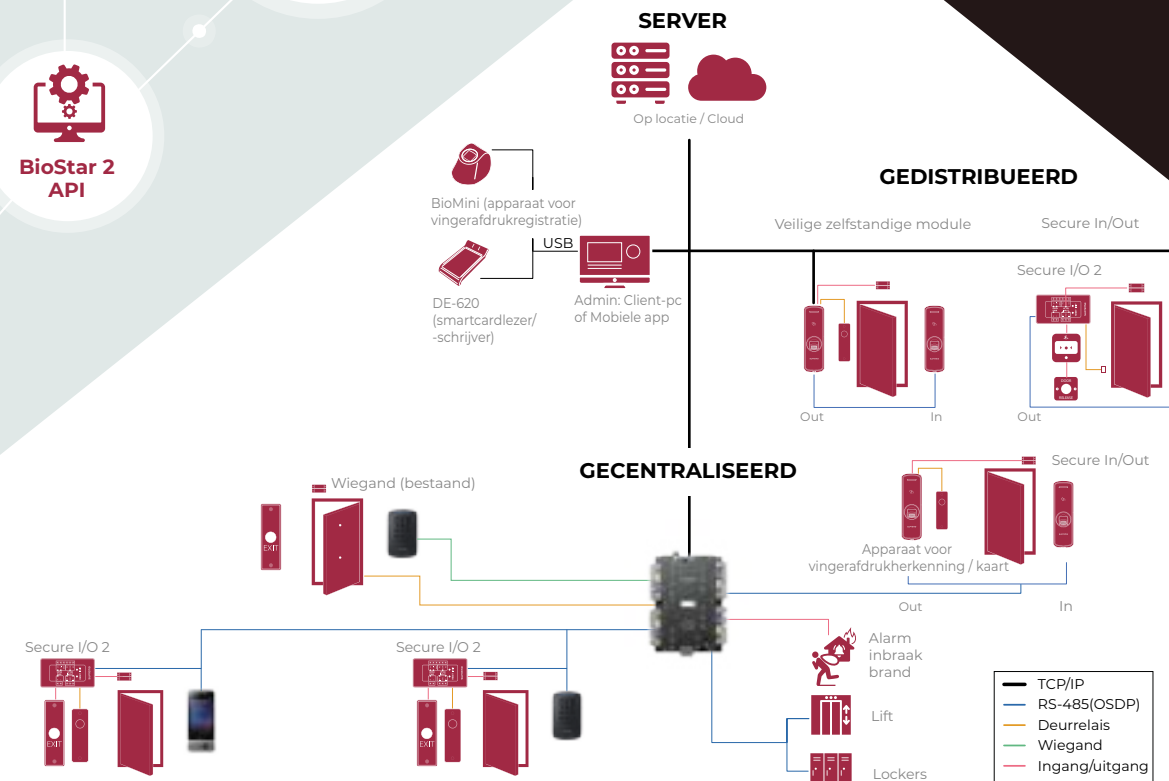 SERVER
Op locatie / Cloud
BioStar 2
API
BioMini (apparaat voor
vingerafdrukregistratie)
USB
DE-620
(smartcardlezer/
-schrijver)
Admin: Client-pc
of Mobiele app
GEDISTRIBUEERD
Veilige zelfstandige module
Secure In/Out
Secure I/O 2
Out
In
Out
GECENTRALISEERD
Wiegand (bestaand)
EXIT
Secure In/Out
Apparaat voor
vingerafdrukherkenning / kaart
Out
In
Secure I/O 2
EXIT
Secure I/O 2
EXIT
Alarm
inbraak
brand
Lift
Lockers
TCP/IP
RS-485(OSDP)
Deurrelais
Wiegand
Ingang/uitgang